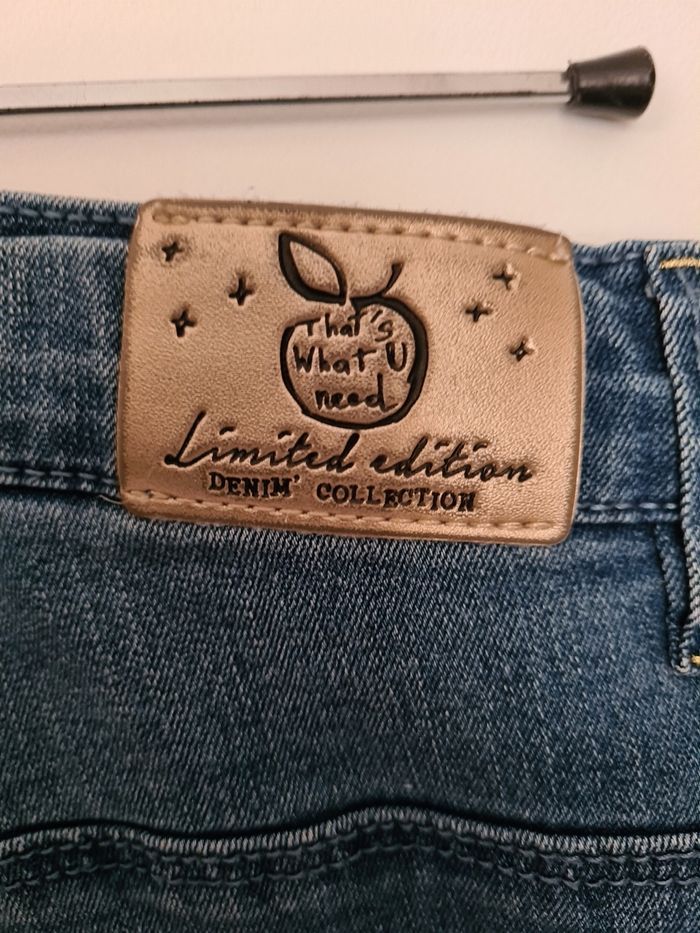 That's
What U
need
Limited edition
DENIM' COLLECTION